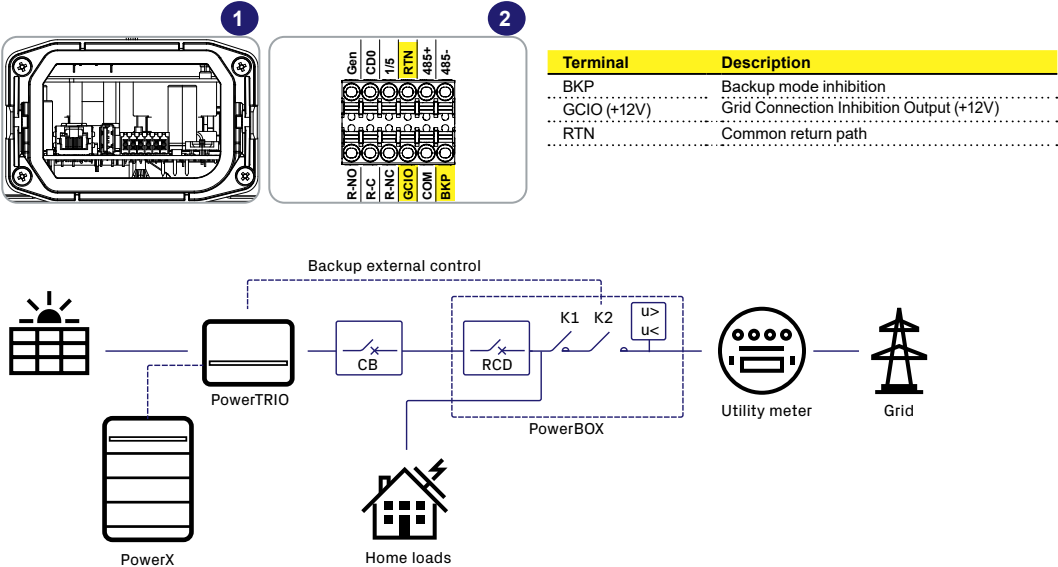 1
2
Gen
CD0
1/5
RTN
485+
485-
R-NO
R-C
R-NC
GCIO
COM
BKP
Terminal Description
BKP Backup mode inhibition
GCIO (+12V) Grid Connection Inhibition Output (+12V)
RTN Common return path
Backup external control
K1 K2
u>
u<
CB
RCD
PowerTRIO
PowerBOX
Utility meter
Grid
PowerX
Home loads